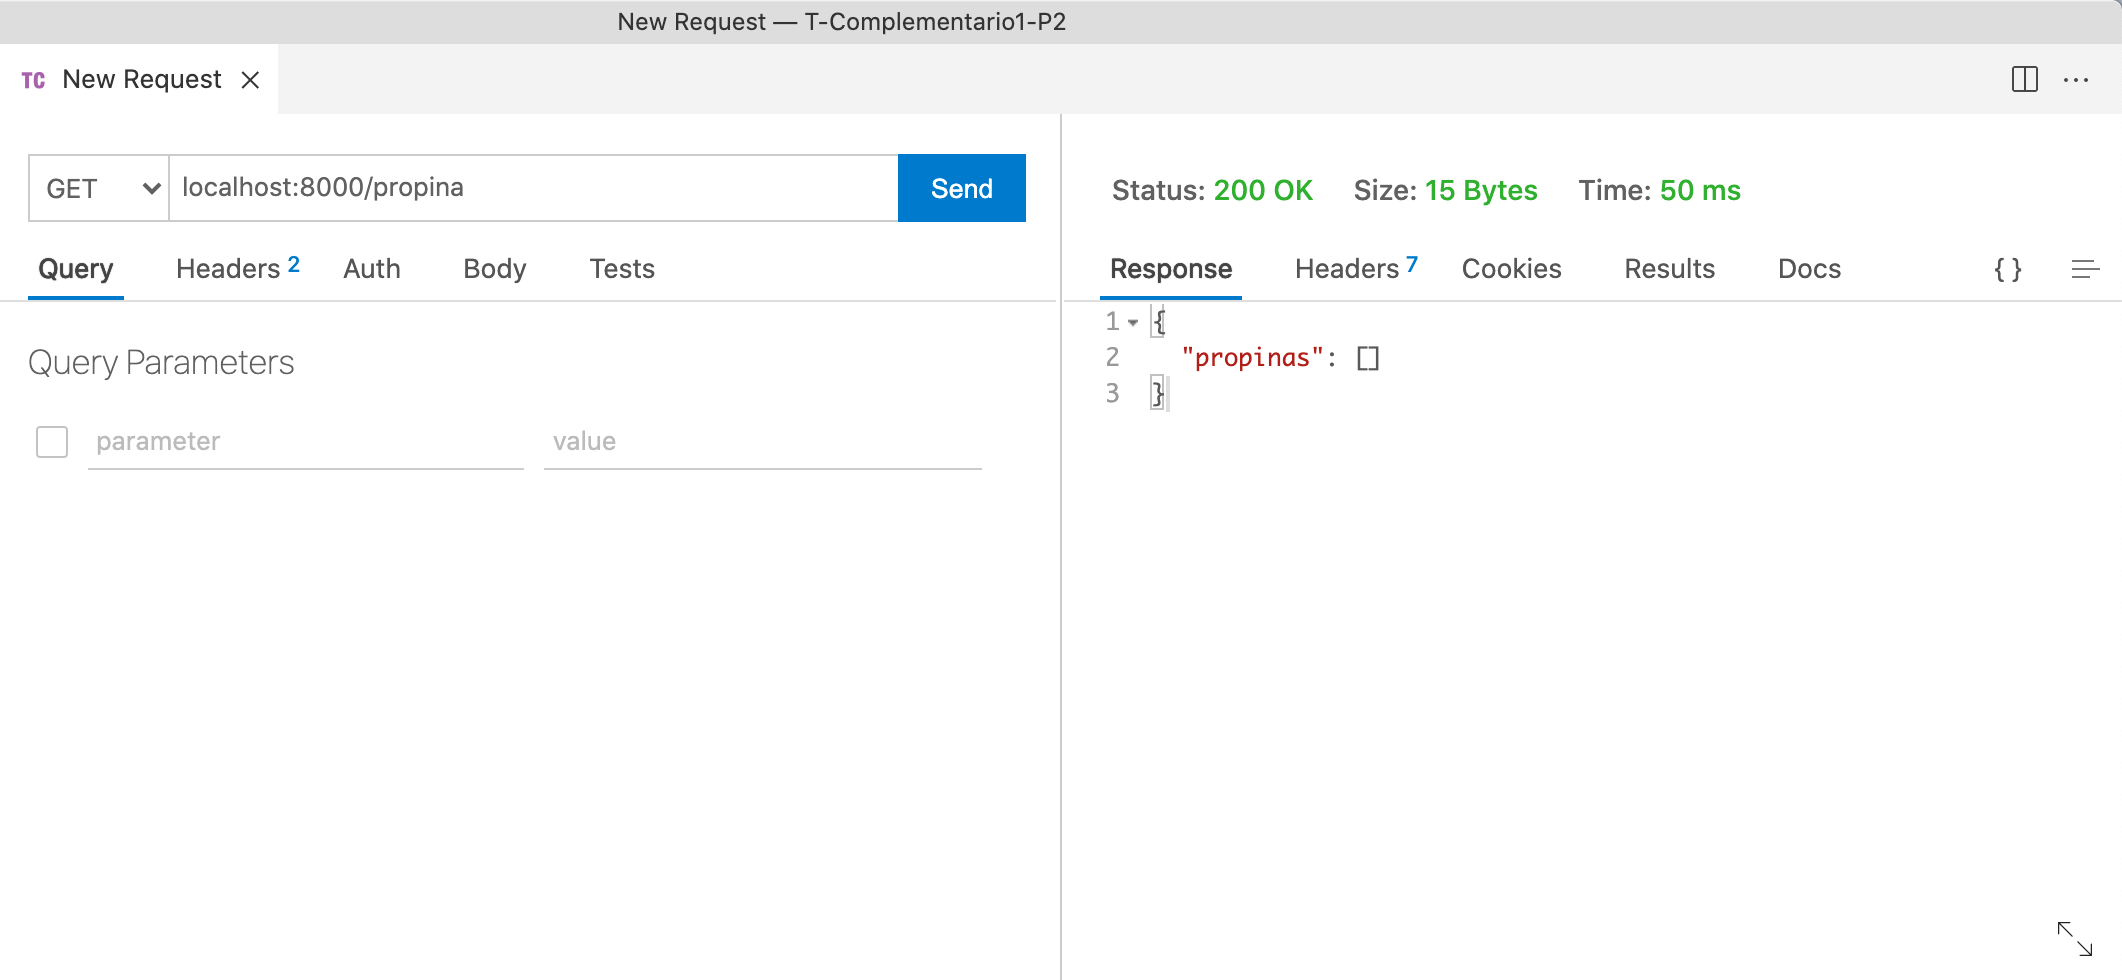 New Request — T-Complementario1-P2
TC New Request
GET localhost:8000/propina Send
Query Headers 2 Auth Body Tests
Query Parameters
parameter value
Status: 200 OK Size: 15 Bytes Time: 50 ms
Response Headers 7 Cookies Results Docs { }
1 {
2 "propinas": []
3 }